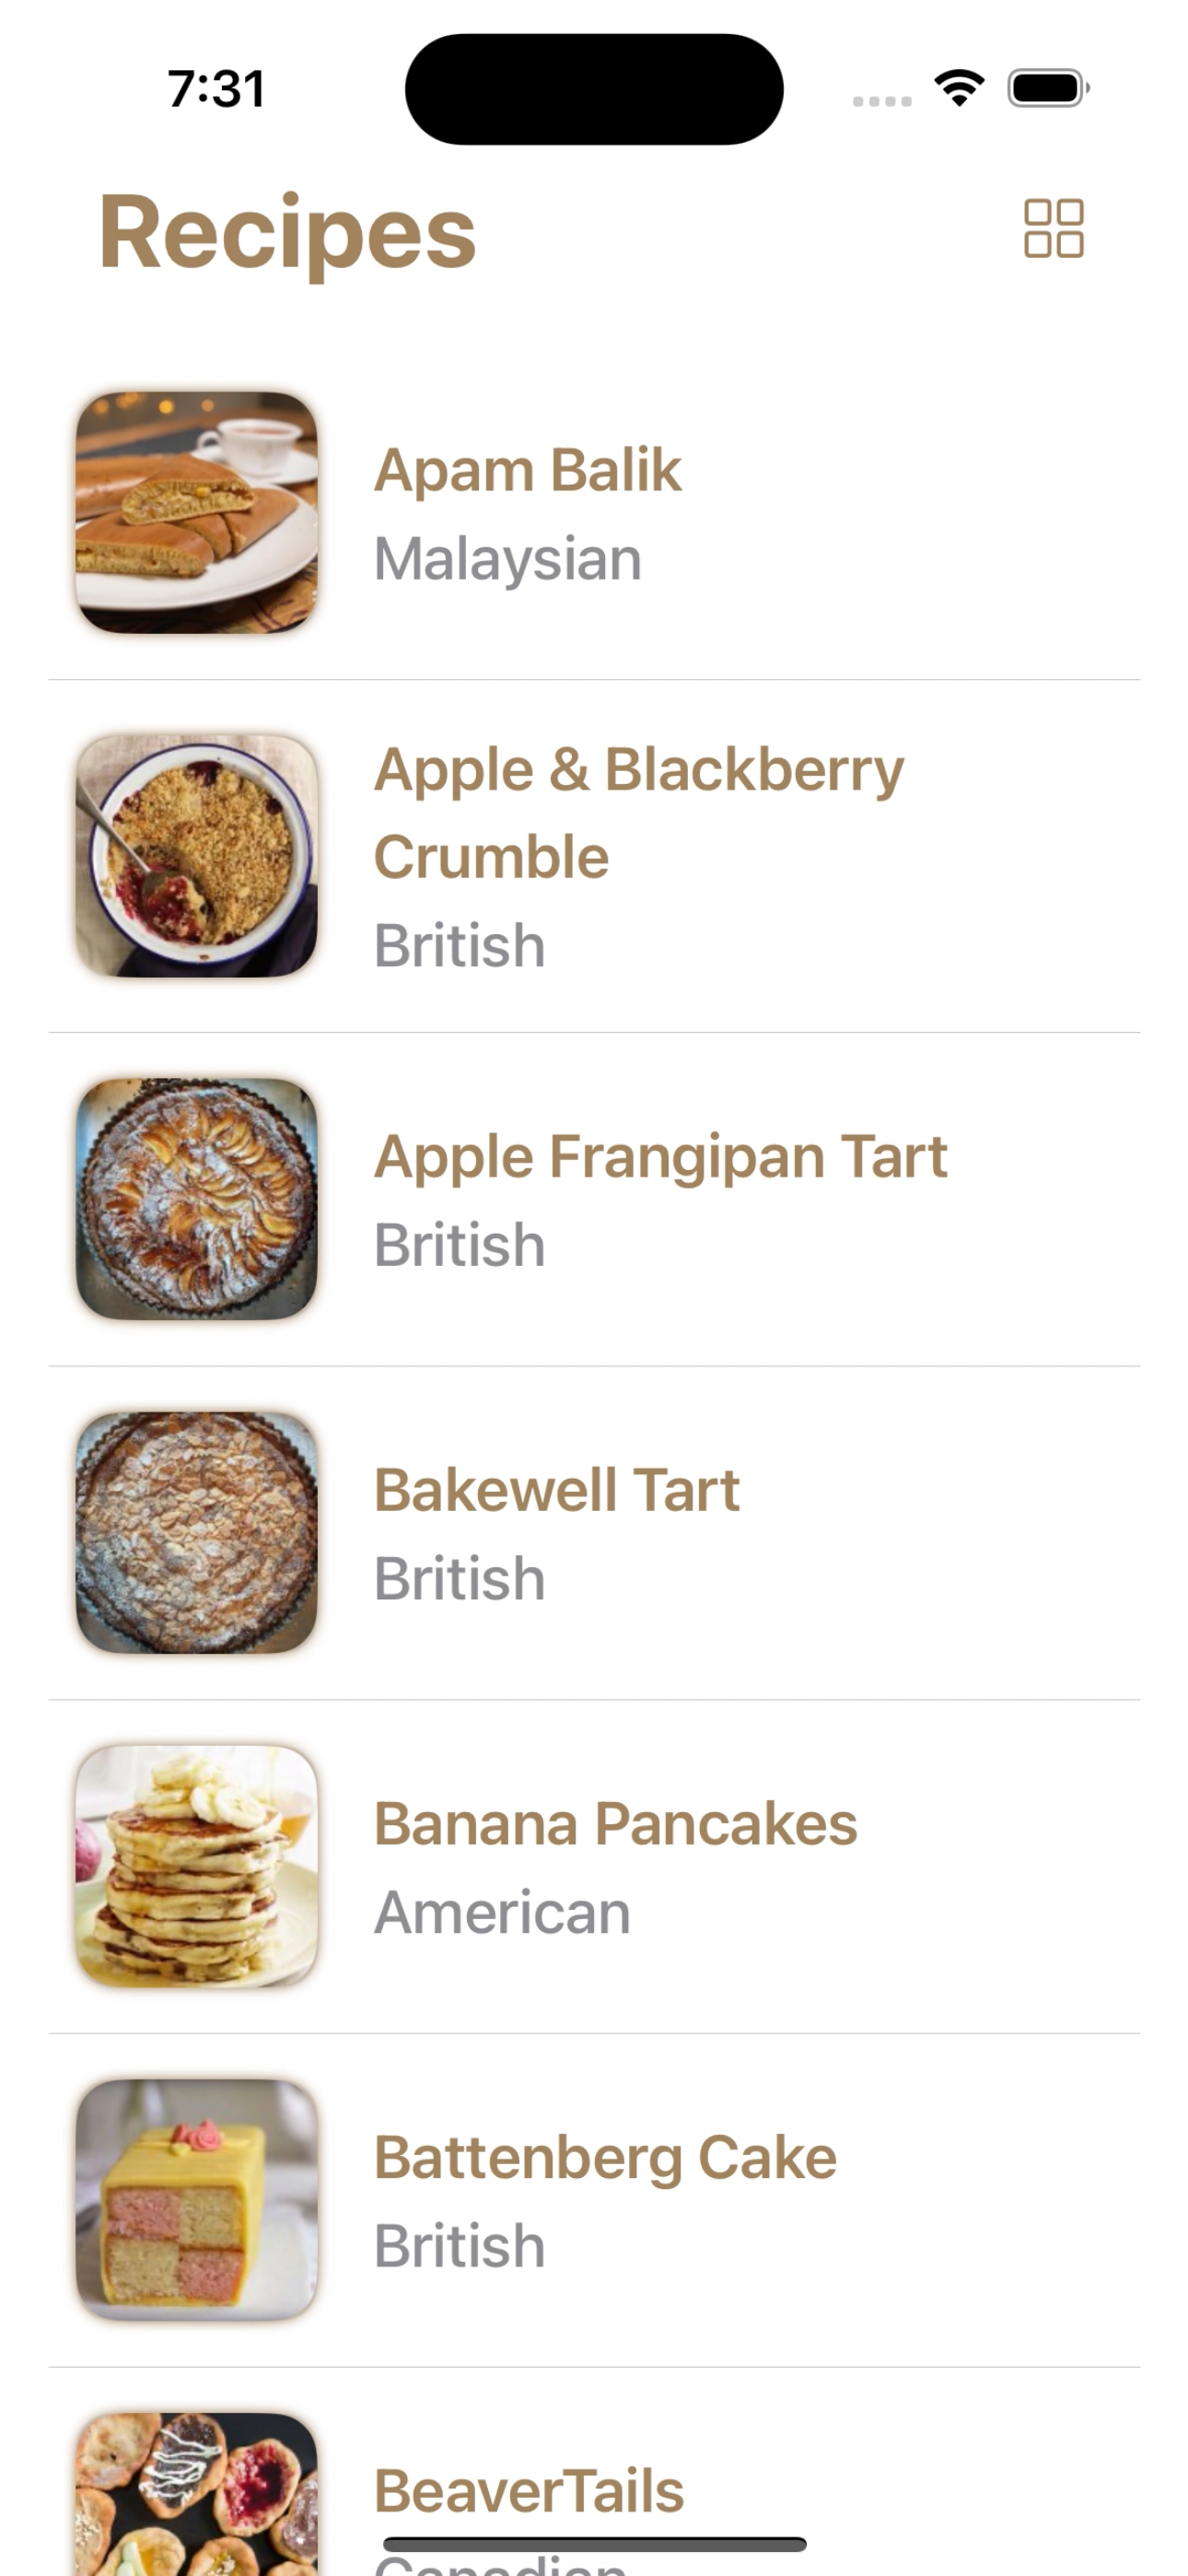 7:31
Recipes
Apam Balik
Malaysian
Apple & Blackberry
Crumble
British
Apple Frangipan Tart
British
Bakewell Tart
British
Banana Pancakes
American
Battenberg Cake
British
BeaverTails
Canadian